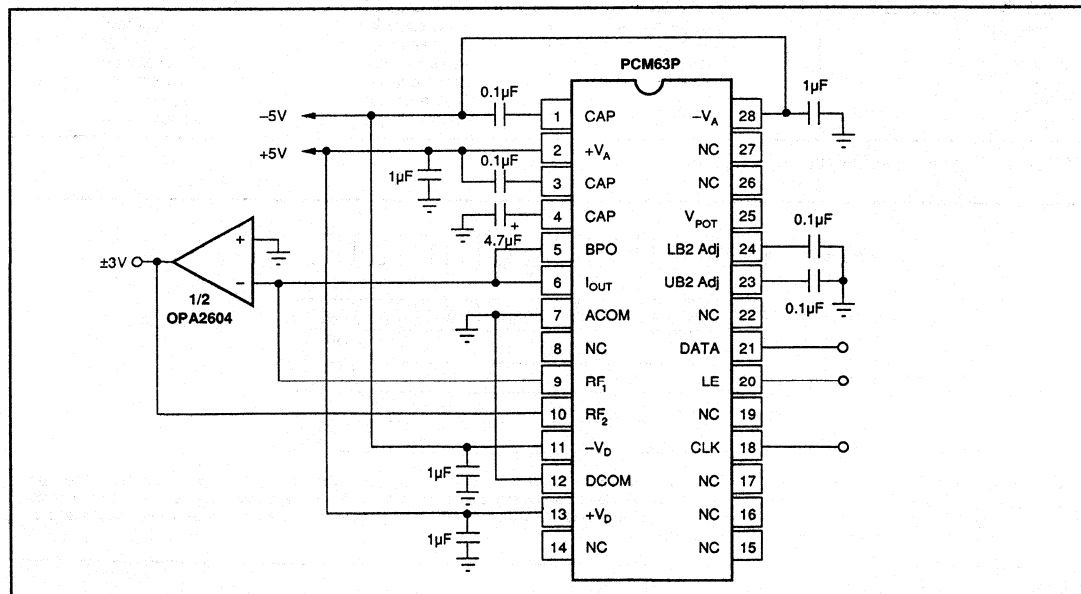 PCM63P
0.1µF
1µF
–5V
+5V
1 CAP –V_A 28
2 +V_A NC 27
0.1µF
1µF
3 CAP NC 26
4 CAP V_POT 25
+
4.7µF
0.1µF
5 BPO LB2 Adj 24
6 I_OUT UB2 Adj 23
0.1µF
±3V
+
–
1/2
OPA2604
7 ACOM NC 22
8 NC DATA 21
9 RF_1 LE 20
10 RF_2 NC 19
11 –V_D CLK 18
1µF
12 DCOM NC 17
13 +V_D NC 16
1µF
14 NC NC 15